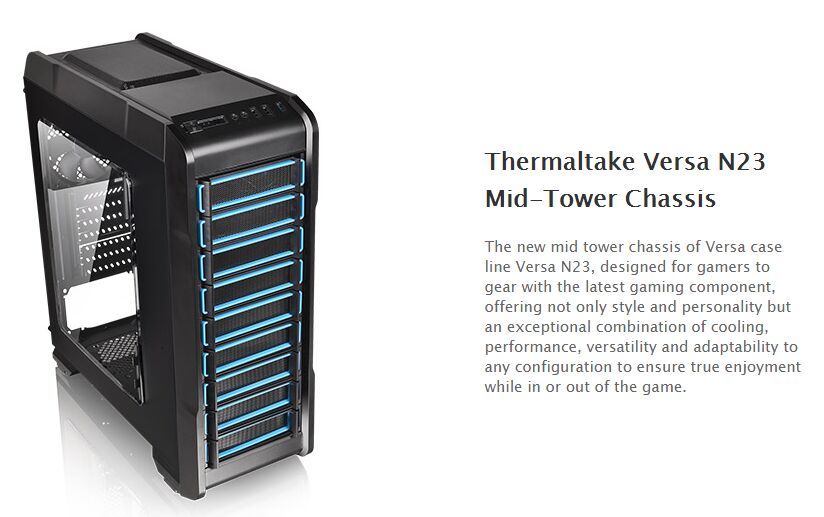 Thermaltake Versa N23
Mid-Tower Chassis
The new mid tower chassis of Versa case
line Versa N23, designed for gamers to
gear with the latest gaming component,
offering not only style and personality but
an exceptional combination of cooling,
performance, versatility and adaptability to
any configuration to ensure true enjoyment
while in or out of the game.